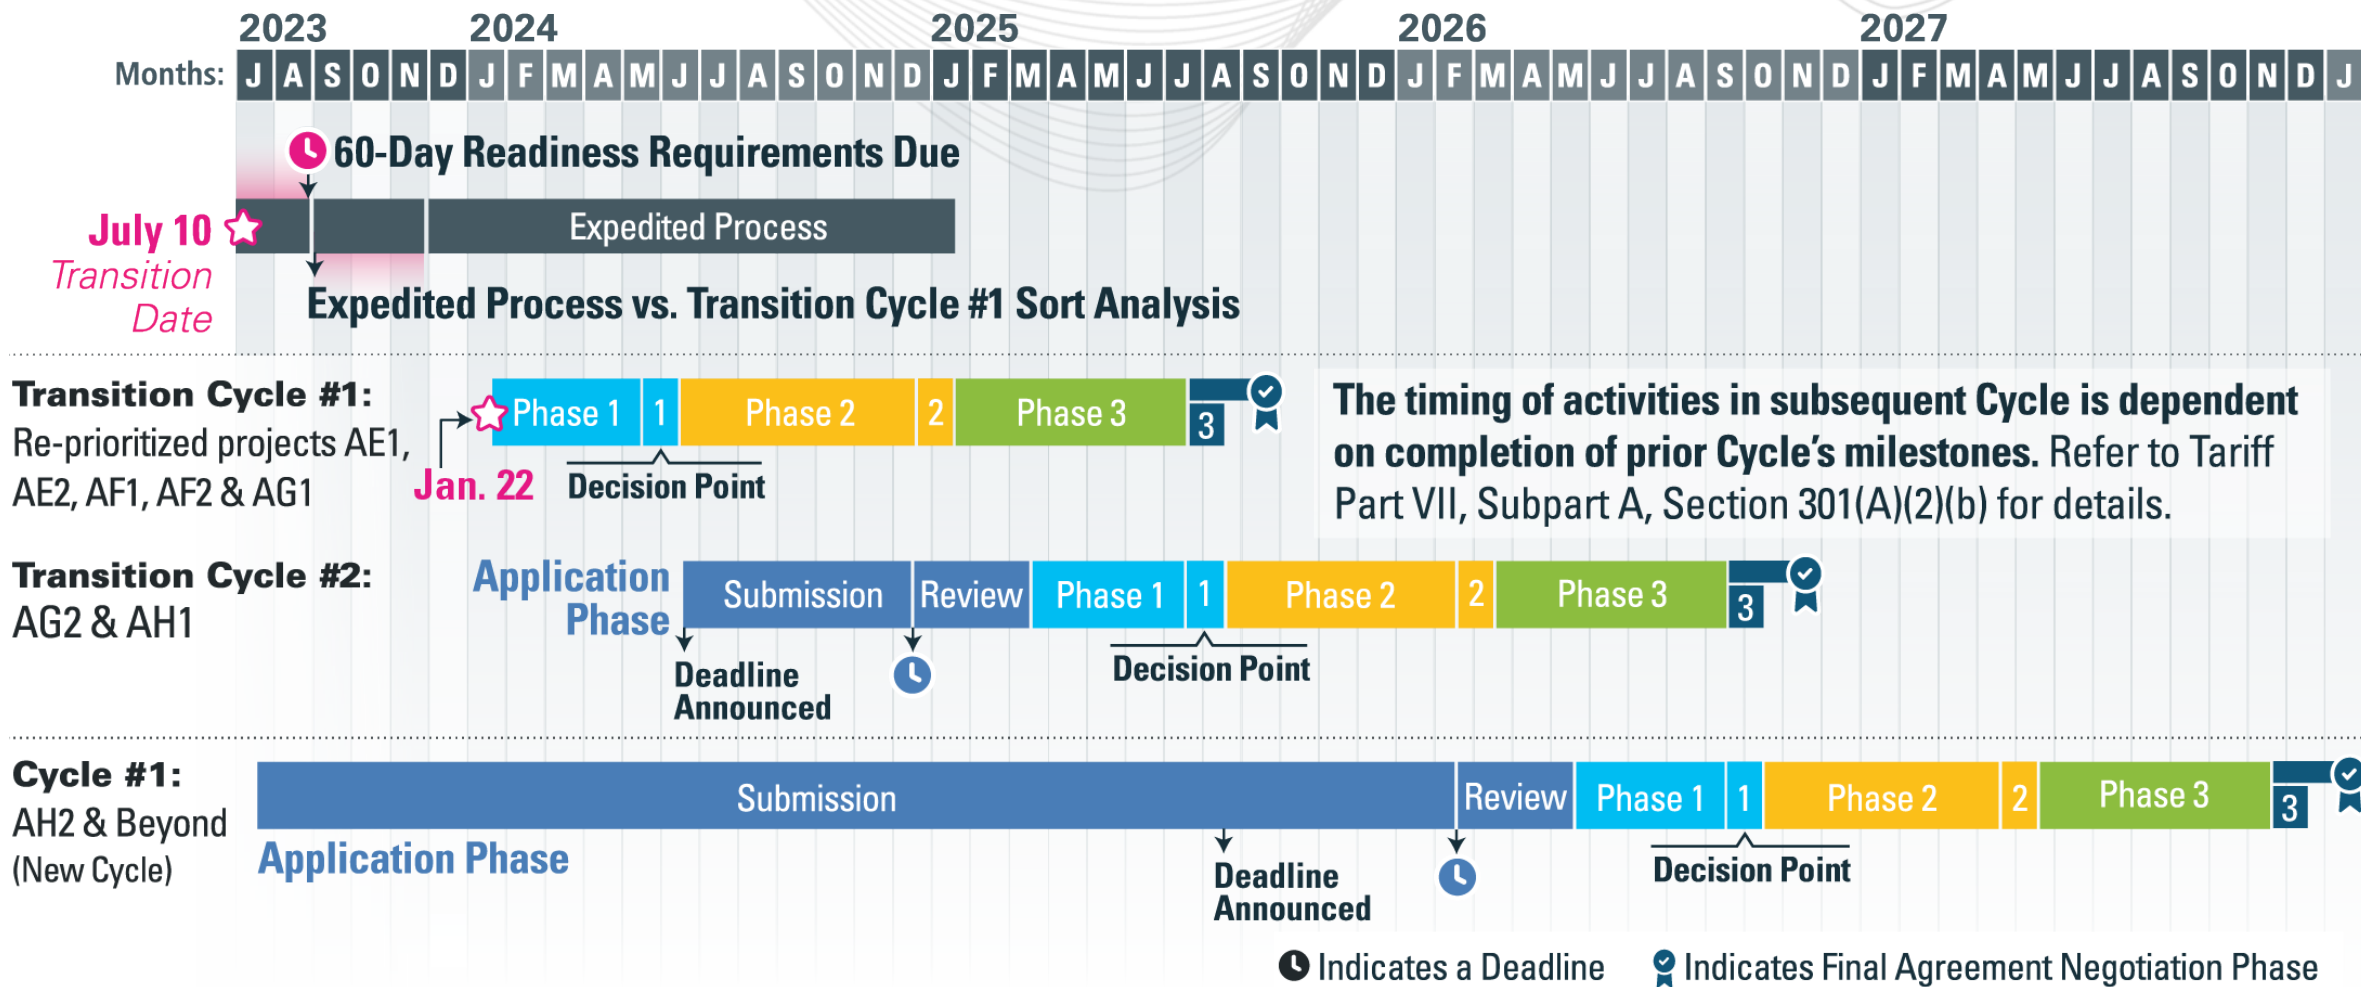 2023 2024 2025 2026 2027
Months: J A S O N D J F M A M J J A S O N D J F M A M J J A S O N D J F M A M J J A S O N D J F M A M J J A S O N D J
60-Day Readiness Requirements Due
July 10
Transition
Date
Expedited Process
Expedited Process vs. Transition Cycle #1 Sort Analysis
Transition Cycle #1:
Re-prioritized projects AE1,
AE2, AF1, AF2 & AG1
Jan. 22
Phase 1 1 Phase 2 2 Phase 3 3
Decision Point
The timing of activities in subsequent Cycle is dependent
on completion of prior Cycle’s milestones. Refer to Tariff
Part VII, Subpart A, Section 301(A)(2)(b) for details.
Transition Cycle #2:
AG2 & AH1
Application
Phase
Submission Review Phase 1 1 Phase 2 2 Phase 3 3
Deadline
Announced
Decision Point
Cycle #1:
AH2 & Beyond
(New Cycle)
Submission Review Phase 1 1 Phase 2 2 Phase 3 3
Application Phase
Deadline
Announced
Decision Point
Indicates a Deadline
Indicates Final Agreement Negotiation Phase